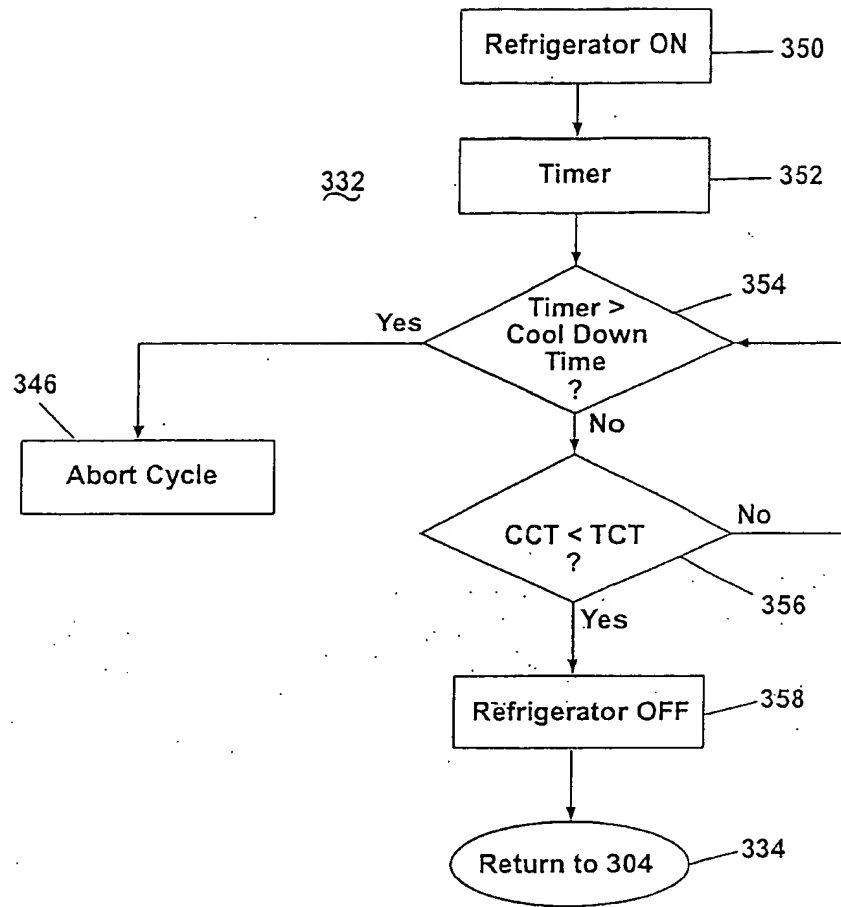 Refrigerator ON
350
Timer
352
332
354
Timer >
Cool Down
Time
?
Yes
346
No
Abort Cycle
CCT < TCT
?
No
356
Yes
Refrigerator OFF
358
Return to 304
334